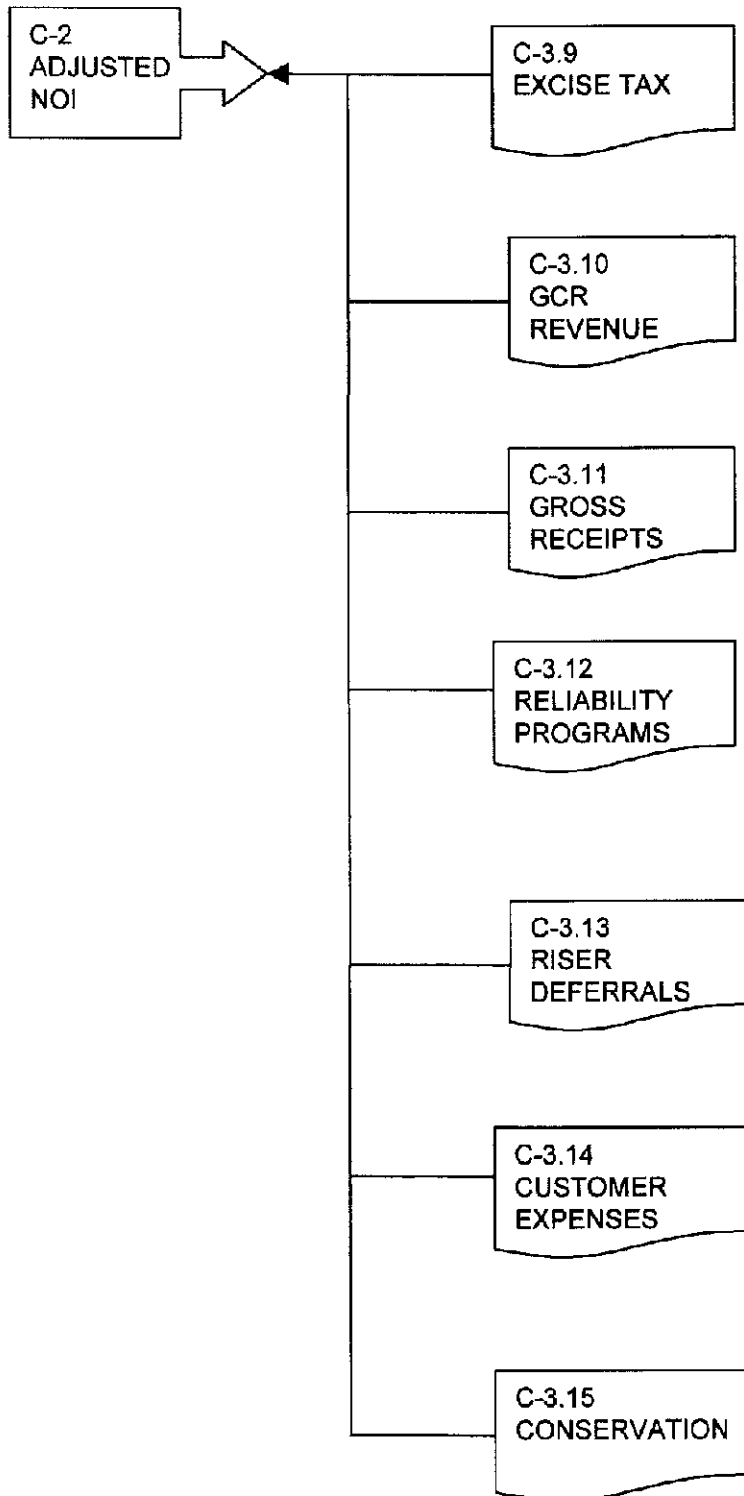 C-2
ADJUSTED
NOI
C-3.9
EXCISE TAX
C-3.10
GCR
REVENUE
C-3.11
GROSS
RECEIPTS
C-3.12
RELIABILITY
PROGRAMS
C-3.13
RISER
DEFERRALS
C-3.14
CUSTOMER
EXPENSES
C-3.15
CONSERVATION